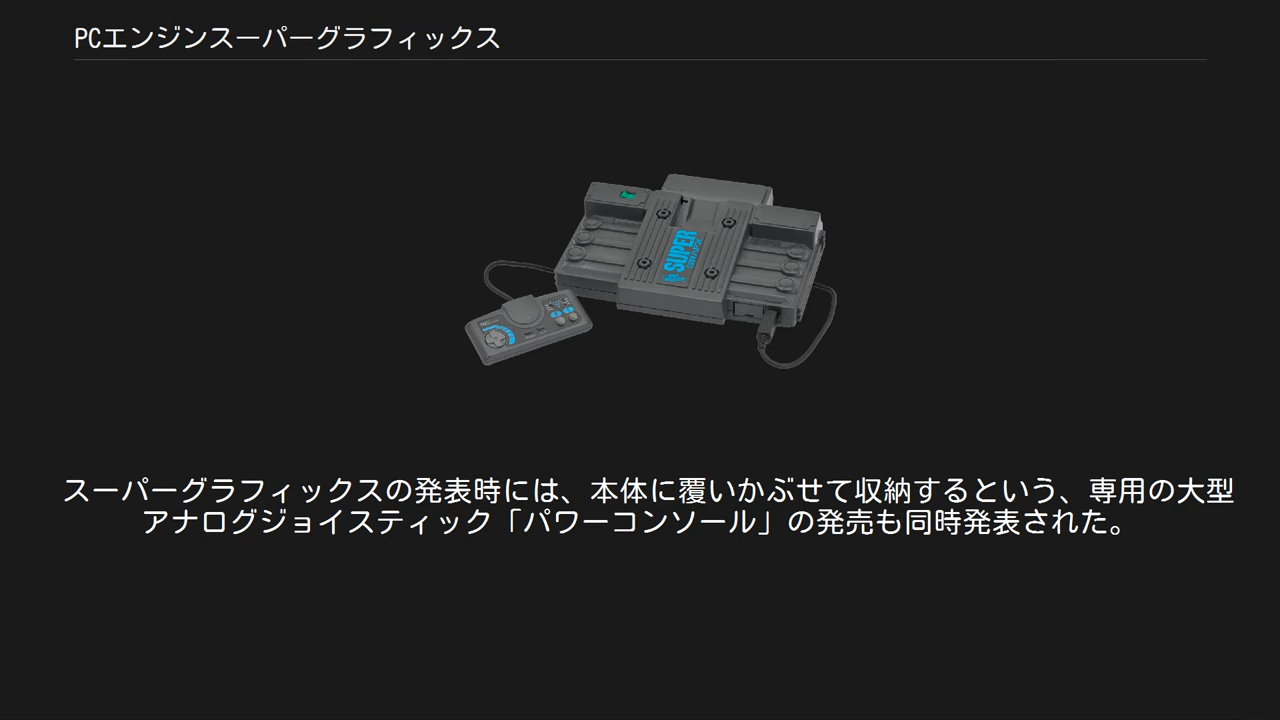 PCエンジンスーパーグラフィックス
SUPER
GRAFX
スーパーグラフィックスの発表時には、本体に覆いかぶせて収納するという、専用の大型
アナログジョイスティック「パワーコンソール」の発売も同時発表された。